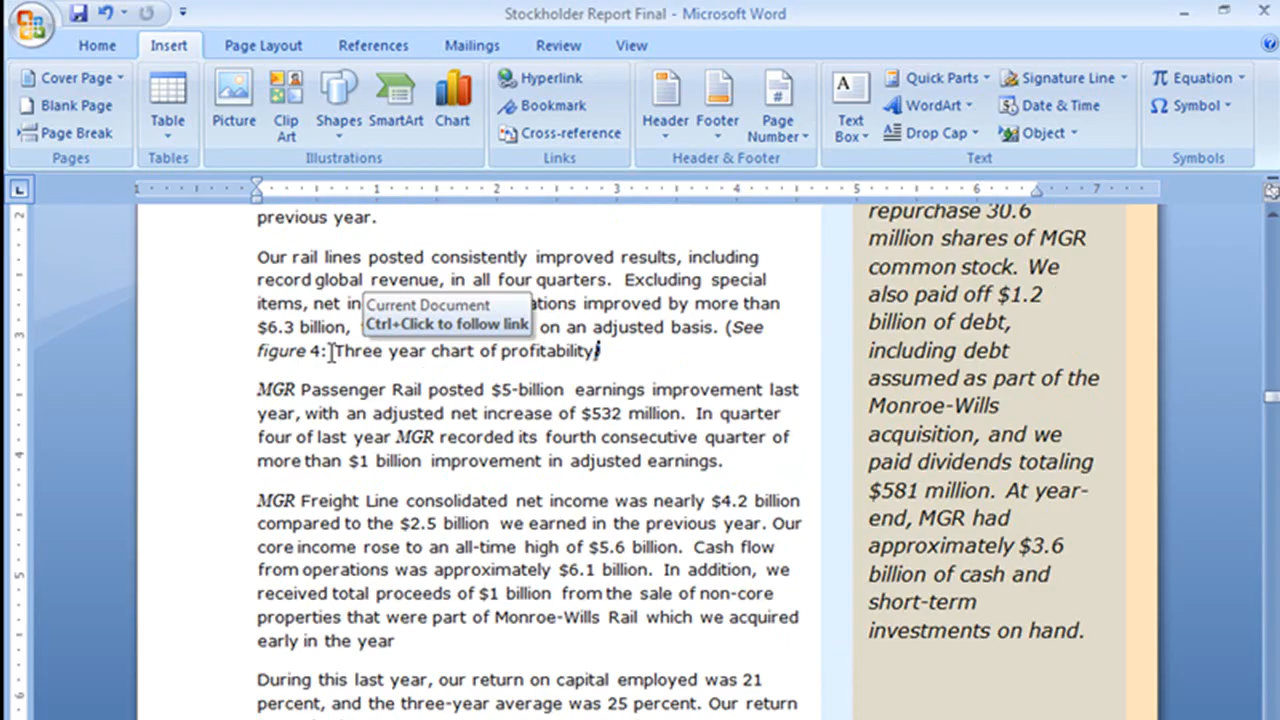 Stockholder Report Final - Microsoft Word
Home Insert Page Layout References Mailings Review View
Cover Page
Blank Page
Page Break
Pages
Table
Tables
Picture
Clip Art
Shapes
SmartArt
Chart
Illustrations
Hyperlink
Bookmark
Cross-reference
Links
Header
Footer
Page Number
Header & Footer
Text Box
Quick Parts
WordArt
Drop Cap
Signature Line
Date & Time
Object
Text
Equation
Symbol
Symbols
1 1 2 3 4 5 6 7
2
3
4
5
6
previous year.
Our rail lines posted consistently improved results, including
record global revenue, in all four quarters. Excluding special
items, net in ations improved by more than
$6.3 billion, on an adjusted basis. (See
figure 4: Three year chart of profitability
Current Document
Ctrl+Click to follow link
MGR Passenger Rail posted $5-billion earnings improvement last
year, with an adjusted net increase of $532 million. In quarter
four of last year MGR recorded its fourth consecutive quarter of
more than $1 billion improvement in adjusted earnings.
MGR Freight Line consolidated net income was nearly $4.2 billion
compared to the $2.5 billion we earned in the previous year. Our
core income rose to an all-time high of $5.6 billion. Cash flow
from operations was approximately $6.1 billion. In addition, we
received total proceeds of $1 billion from the sale of non-core
properties that were part of Monroe-Wills Rail which we acquired
early in the year
During this last year, our return on capital employed was 21
percent, and the three-year average was 25 percent. Our return
repurchase 30.6
million shares of MGR
common stock. We
also paid off $1.2
billion of debt,
including debt
assumed as part of the
Monroe-Wills
acquisition, and we
paid dividends totaling
$581 million. At year-
end, MGR had
approximately $3.6
billion of cash and
short-term
investments on hand.